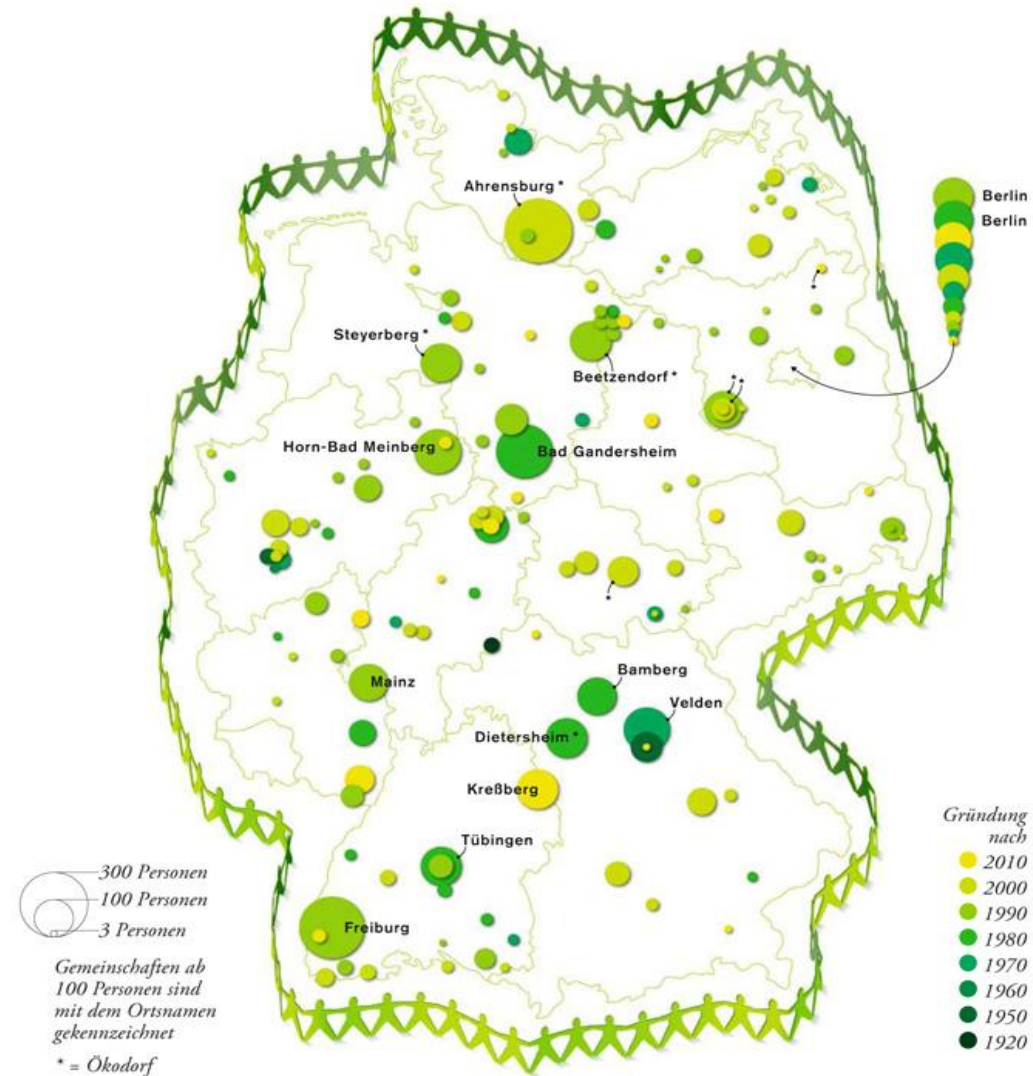 Ahrensburg *
Berlin
Berlin
*
Steyerberg *
Beetzendorf *
* *
Horn-Bad Meinberg
Bad Gandersheim
*
Mainz
Bamberg
Velden
Dietersheim *
Kreßberg
Tübingen
Freiburg
300 Personen
100 Personen
3 Personen
Gemeinschaften ab
100 Personen sind
mit dem Ortsnamen
gekennzeichnet
* = Ökodorf
Gründung
nach
2010
2000
1990
1980
1970
1960
1950
1920